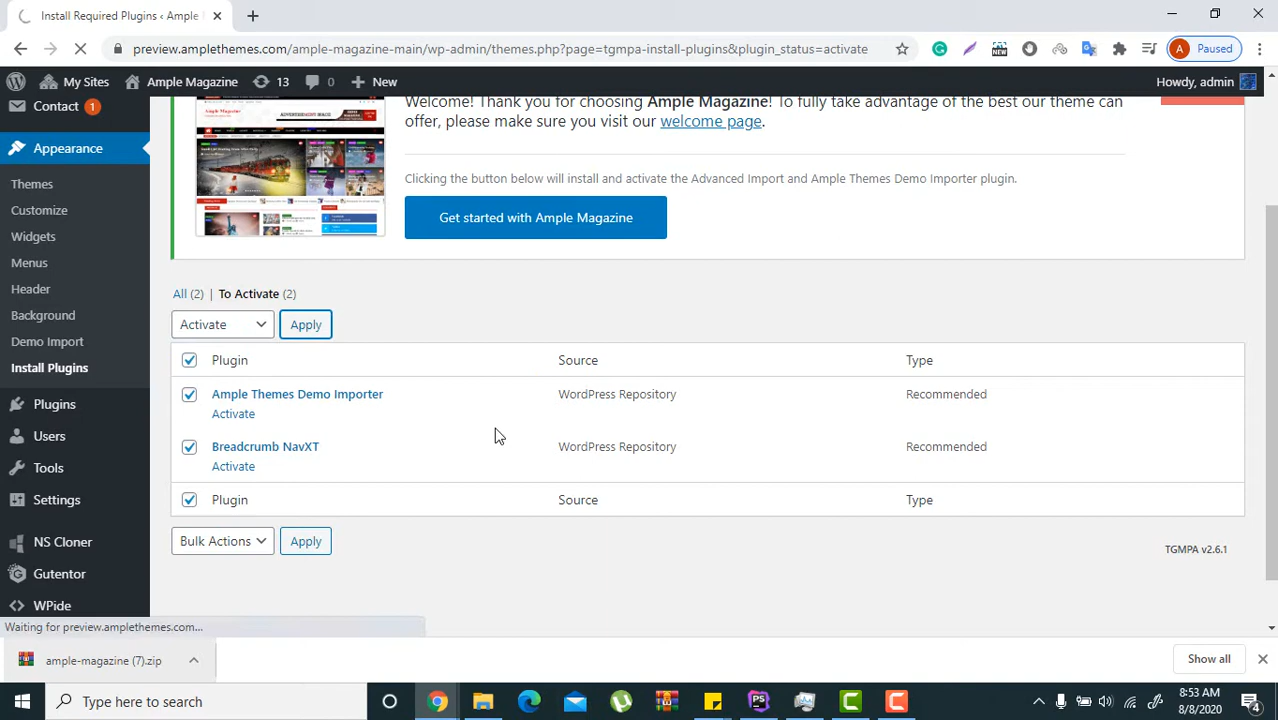 Install Required Plugins ‹ Ample
preview.amplethemes.com/ample-magazine-main/wp-admin/themes.php?page=tgmpa-install-plugins&plugin_status=activate
NEW
A Paused
My Sites
Ample Magazine
13
0
New
Howdy, admin
Contact 1
Welcome! Thank you for choosing Ample Magazine! To fully take advantage of the best our theme can
offer, please make sure you visit our welcome page.
Appearance
Clicking the button below will install and activate the Advanced Import and Ample Themes Demo Importer plugin.
Themes
Customize
Get started with Ample Magazine
Widgets
Menus
Header
Background
Demo Import
Install Plugins
Plugins
Users
Tools
Settings
NS Cloner
Gutentor
WPide
All (2) | To Activate (2)
Activate Apply
Plugin Source Type
Ample Themes Demo Importer WordPress Repository Recommended
Activate
Breadcrumb NavXT WordPress Repository Recommended
Activate
Plugin Source Type
Bulk Actions Apply
TGMPA v2.6.1
Waiting for preview.amplethemes.com...
ample-magazine (7).zip
Show all
Type here to search
8:53 AM
8/8/2020
4